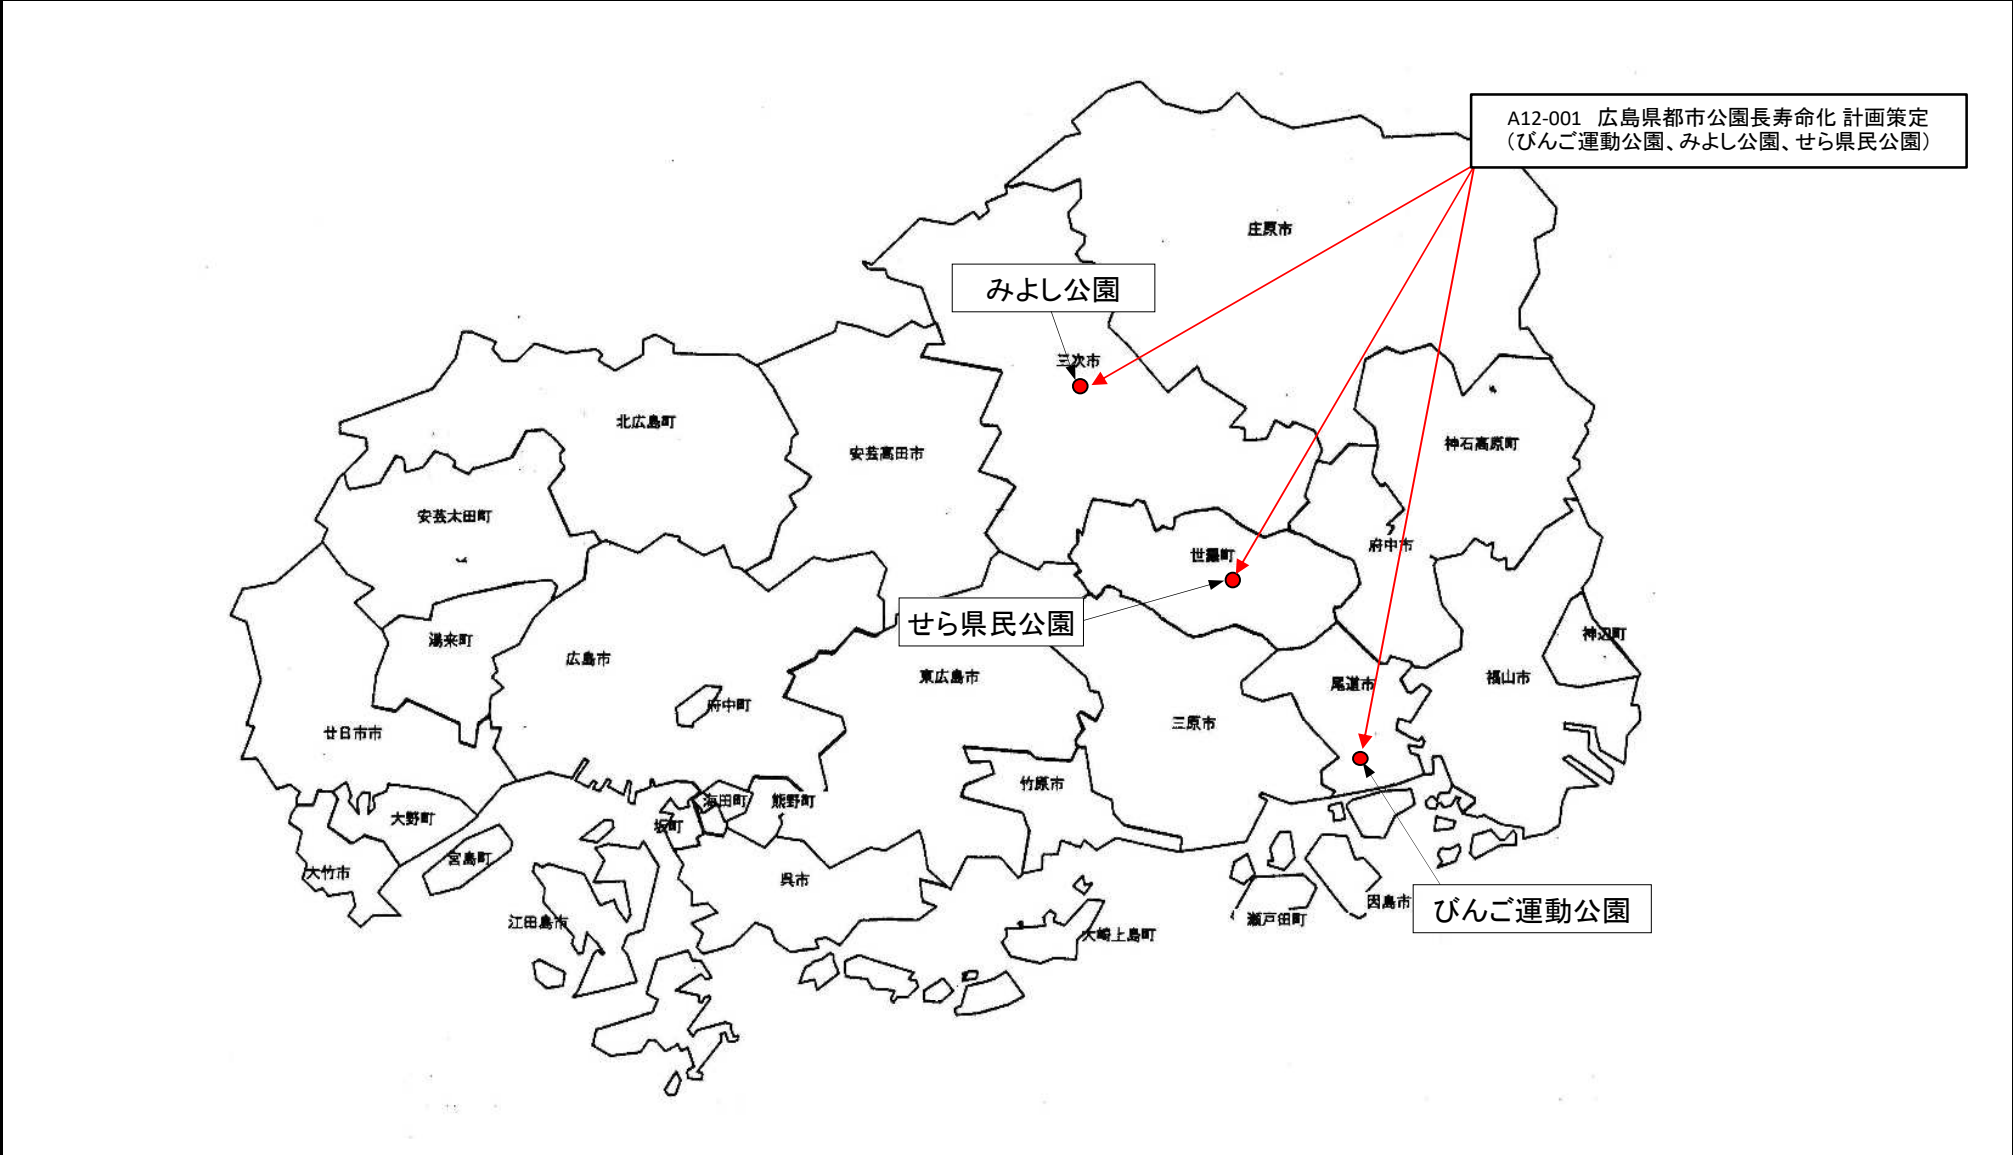 A12-001 広島県都市公園長寿命化 計画策定
(びんご運動公園、みよし公園、せら県民公園)
庄原市
みよし公園
三次市
北広島町
安芸高田市
神石高原町
安芸太田町
府中市
世羅町
せら県民公園
湯来町
神辺町
広島市
東広島市
尾道市
福山市
府中町
三原市
廿日市市
竹原市
海田町
熊野町
大野町
坂町
宮島町
大竹市
呉市
因島市
びんご運動公園
瀬戸田町
江田島市
大崎上島町